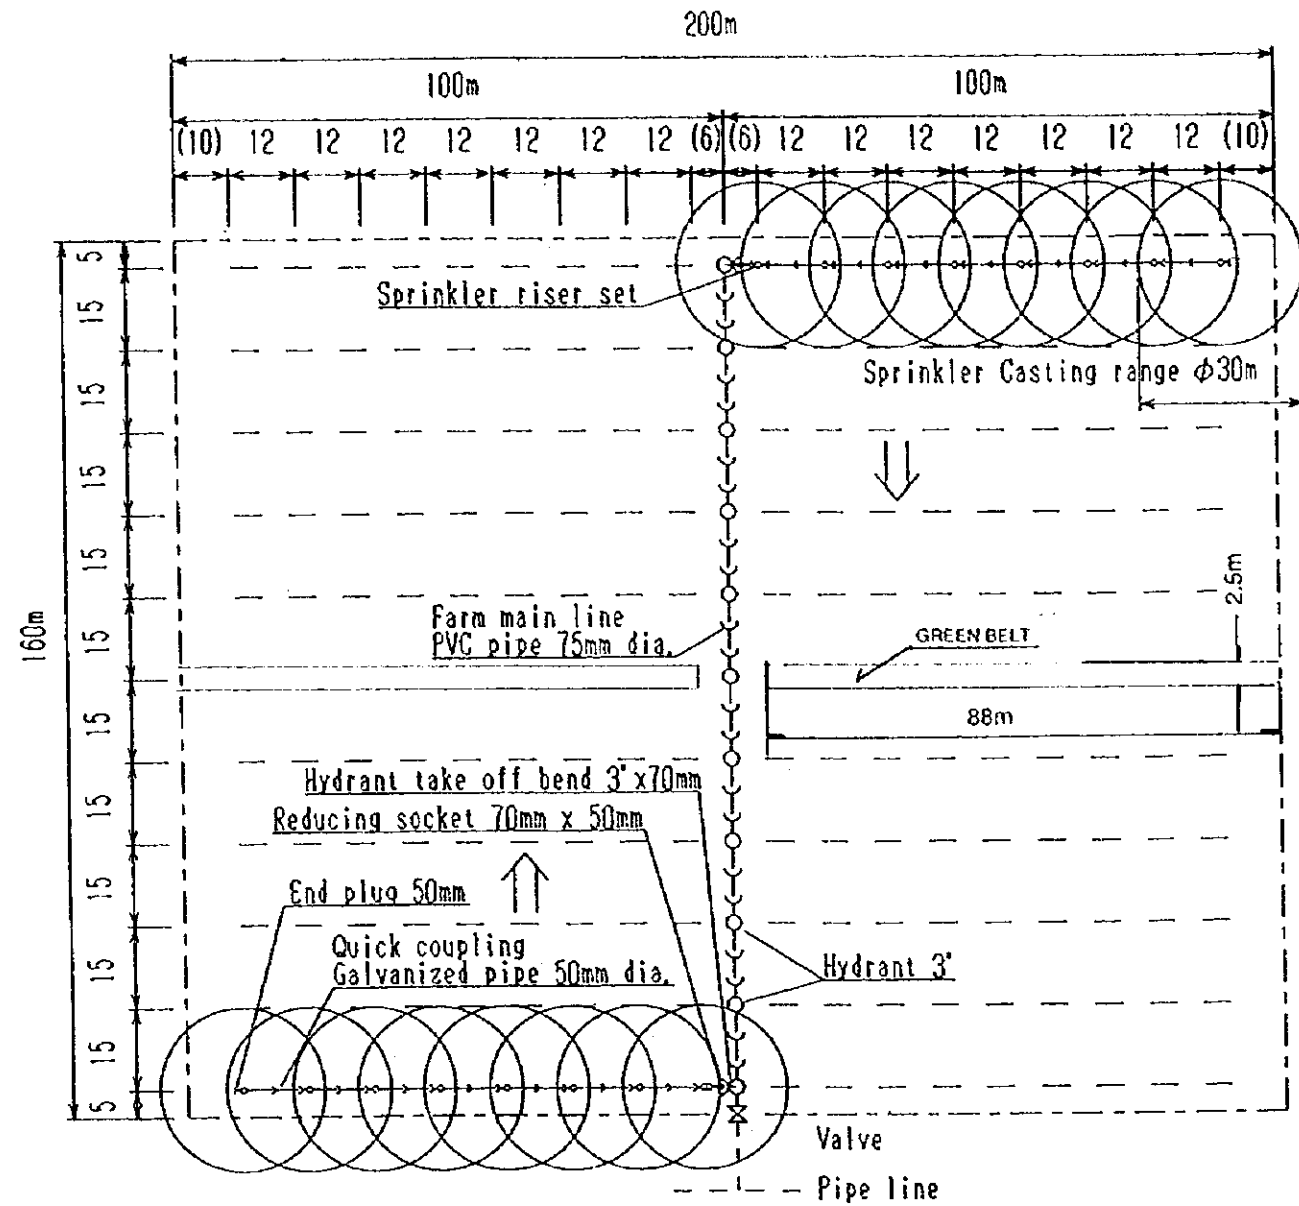 200m
100m 100m
(10) 12 12 12 12 12 12 12 (6) (6) 12 12 12 12 12 12 12 (10)
5
Sprinkler riser set
15
Sprinkler Casting range φ30m
15
15
15
Farm main line
PVC pipe 75mm dia.
2.5m
GREEN BELT
15
160m
88m
15
Hydrant take off bend 3"x70mm
Reducing socket 70mm x 50mm
15
End plug 50mm
15
Quick coupling
Galvanized pipe 50mm dia.
Hydrant 3"
15
15
5
Valve
Pipe line